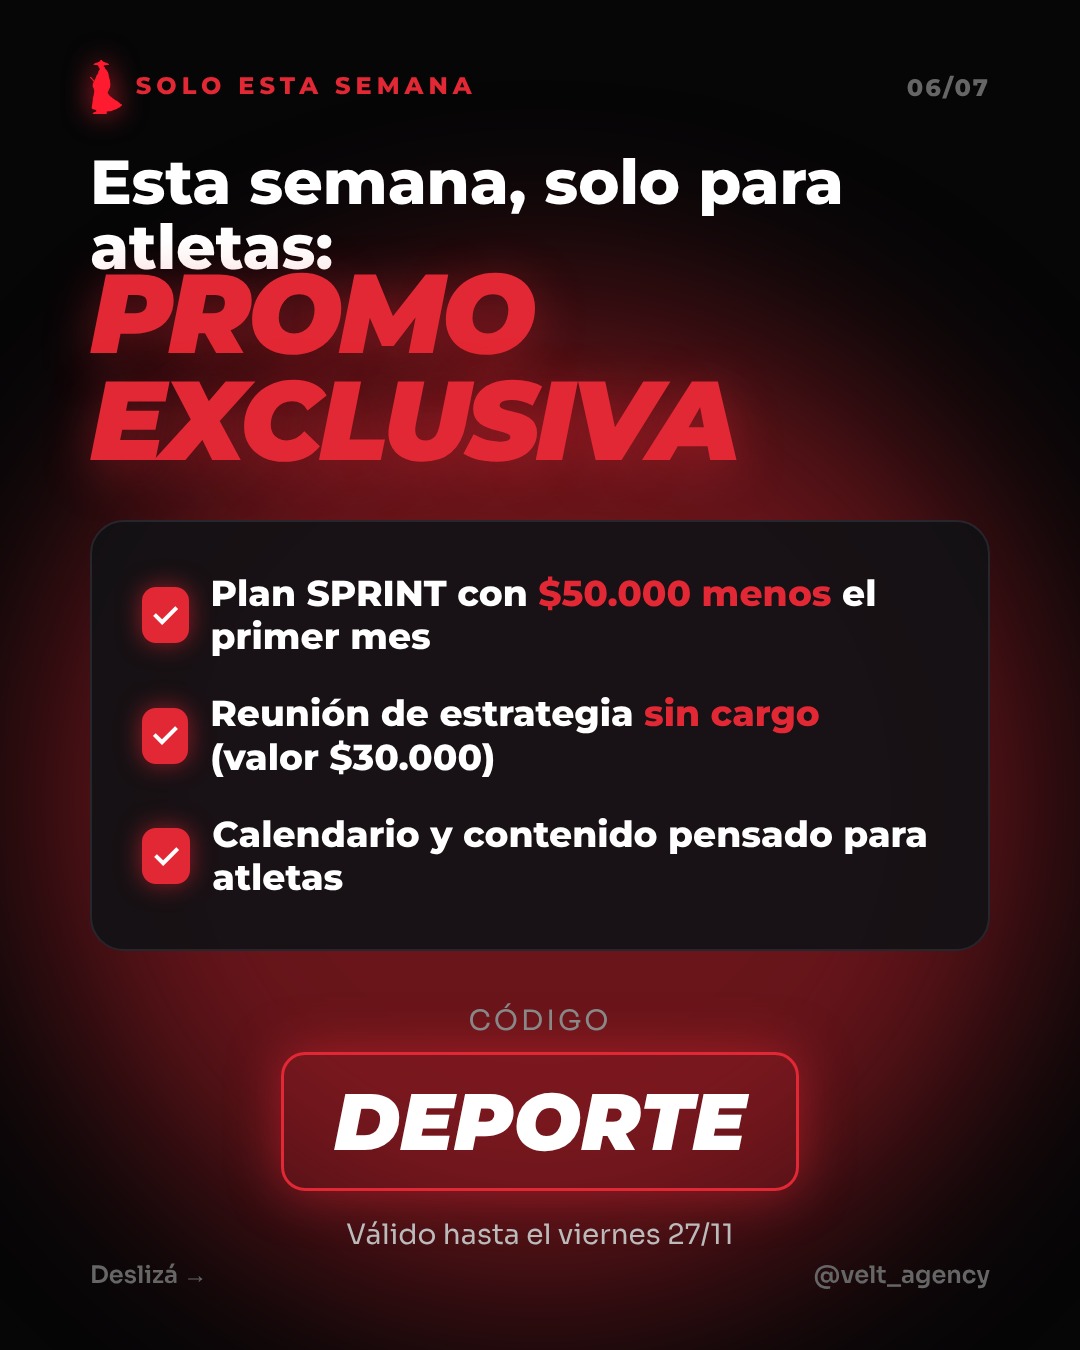 SOLO ESTA SEMANA
06/07
Esta semana, solo para
atletas:
PROMO
EXCLUSIVA
Plan SPRINT con $50.000 menos el
primer mes
Reunión de estrategia sin cargo
(valor $30.000)
Calendario y contenido pensado para
atletas
CÓDIGO
DEPORTE
Válido hasta el viernes 27/11
Deslizá →
@velt_agency